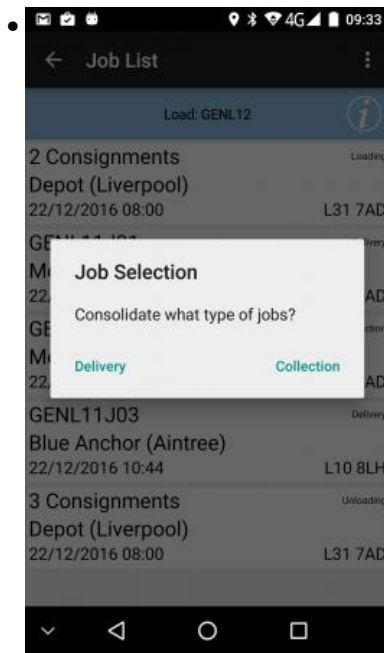 4G 09:33
Job List
Load: GENL12
2 Consignments Loading
Depot (Liverpool)
22/12/2016 08:00 L31 7AD
Job Selection
Consolidate what type of jobs?
Delivery Collection
GENL11J03 Delivery
Blue Anchor (Aintree)
22/12/2016 10:44 L10 8LH
3 Consignments Unloading
Depot (Liverpool)
22/12/2016 08:00 L31 7AD